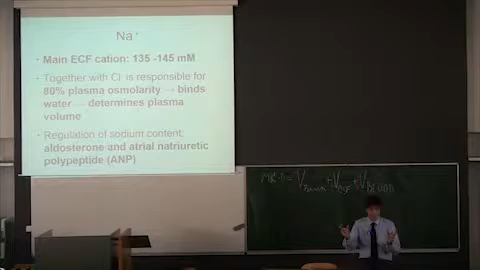 Na⁺
• Main ECF cation: 135 -145 mM
• Together with Cl⁻ is responsible for
80% plasma osmolarity → binds
water → determines plasma
volume
• Regulation of sodium content:
aldosterone and atrial natriuretic
polypeptide (ANP)